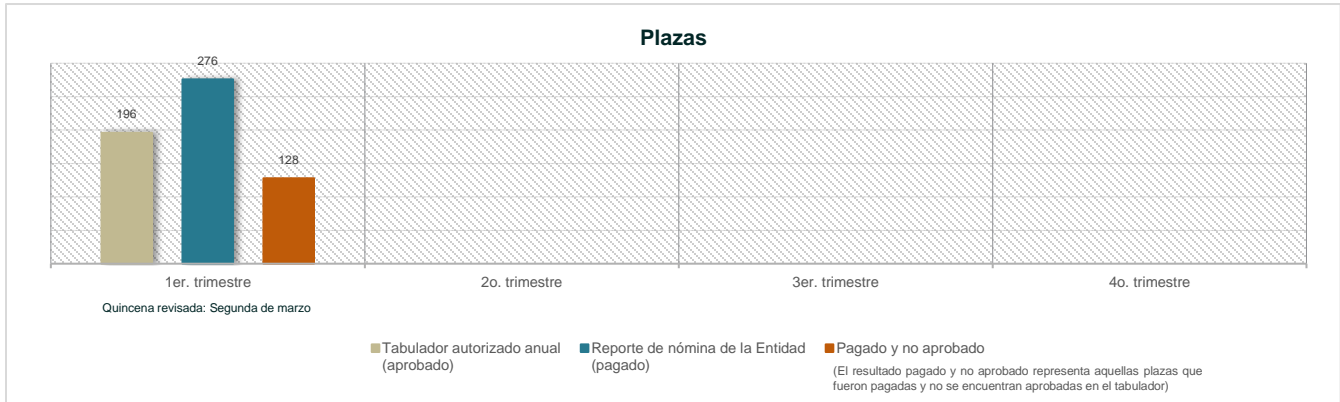 Plazas
276
196
128
1er. trimestre
2o. trimestre
3er. trimestre
4o. trimestre
Quincena revisada: Segunda de marzo
Tabulador autorizado anual
(aprobado)
Reporte de nómina de la Entidad
(pagado)
Pagado y no aprobado
(El resultado pagado y no aprobado representa aquellas plazas que
fueron pagadas y no se encuentran aprobadas en el tabulador)